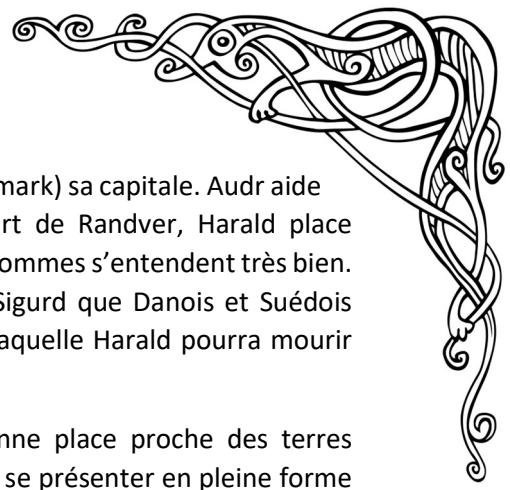 mark) sa capitale. Audr aide
rt de Randver, Harald place
ommes s’entendent très bien.
Sigurd que Danois et Suédois
aquelle Harald pourra mourir
nne place proche des terres
se présenter en pleine forme